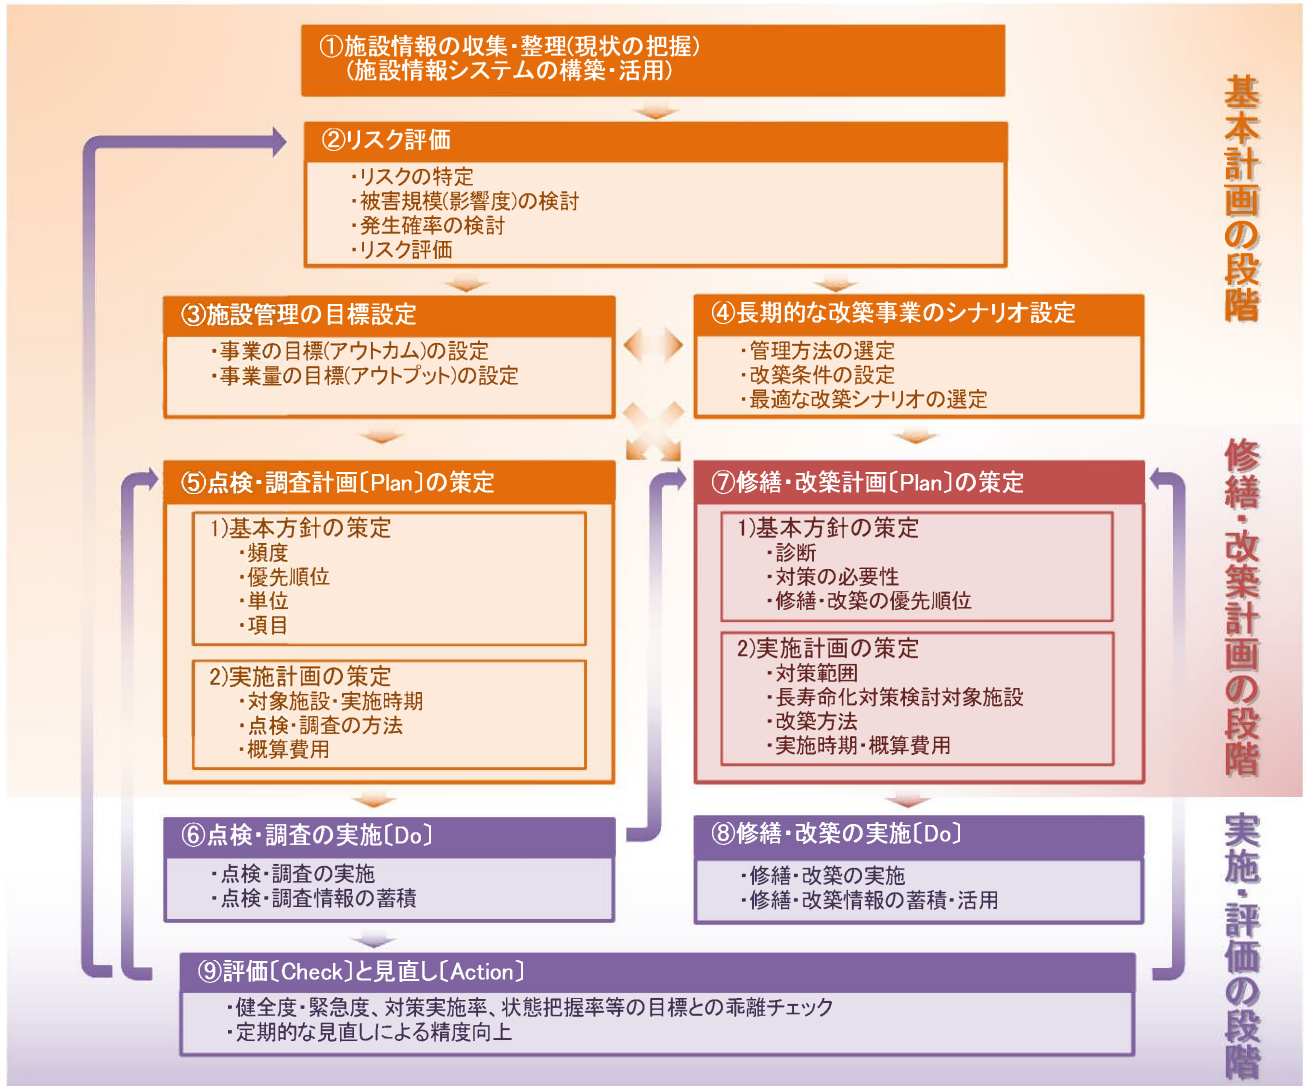 ①施設情報の収集・整理(現状の把握)
(施設情報システムの構築・活用)
②リスク評価
・リスクの特定
・被害規模(影響度)の検討
・発生確率の検討
・リスク評価
③施設管理の目標設定
・事業の目標(アウトカム)の設定
・事業量の目標(アウトプット)の設定
④長期的な改築事業のシナリオ設定
・管理方法の選定
・改築条件の設定
・最適な改築シナリオの選定
基本計画の段階
⑤点検・調査計画〔Plan〕の策定
1)基本方針の策定
・頻度
・優先順位
・単位
・項目
2)実施計画の策定
・対象施設・実施時期
・点検・調査の方法
・概算費用
⑦修繕・改築計画〔Plan〕の策定
1)基本方針の策定
・診断
・対策の必要性
・修繕・改築の優先順位
2)実施計画の策定
・対策範囲
・長寿命化対策検討対象施設
・改築方法
・実施時期・概算費用
修繕・改築計画の段階
⑥点検・調査の実施〔Do〕
・点検・調査の実施
・点検・調査情報の蓄積
⑧修繕・改築の実施〔Do〕
・修繕・改築の実施
・修繕・改築情報の蓄積・活用
⑨評価〔Check〕と見直し〔Action〕
・健全度・緊急度、対策実施率、状態把握率等の目標との乖離チェック
・定期的な見直しによる精度向上
実施・評価の段階